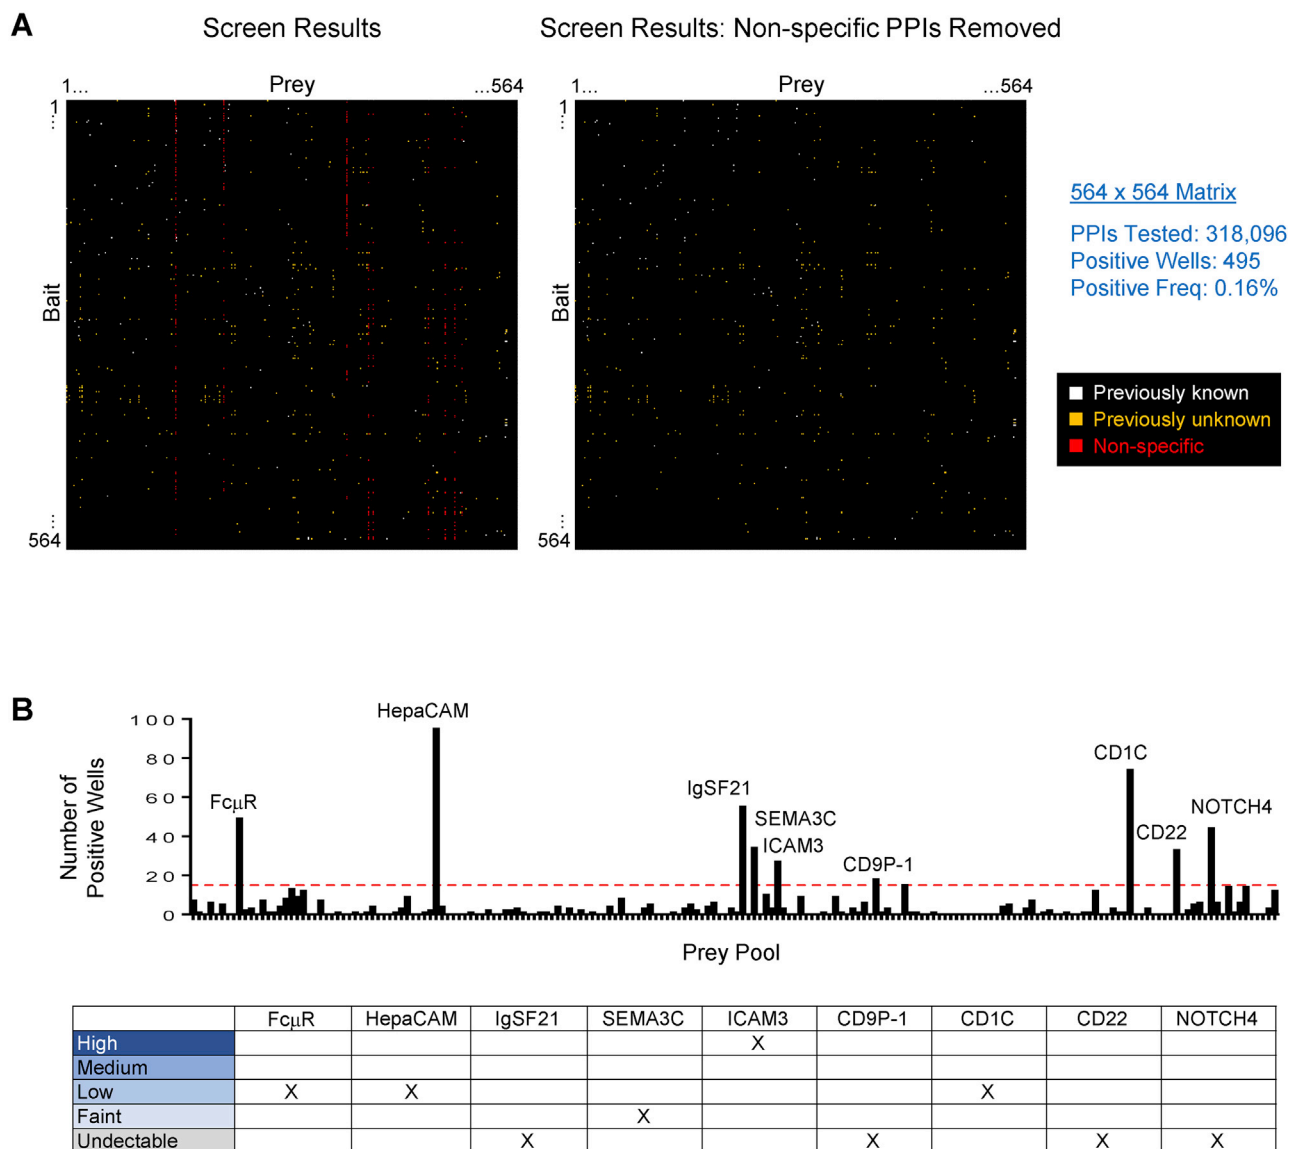 A
Screen Results
Screen Results: Non-specific PPIs Removed
1...
Prey
...564
1...
Prey
...564
...1
Bait
...
564
...1
Bait
...
564
564 x 564 Matrix
PPIs Tested: 318,096
Positive Wells: 495
Positive Freq: 0.16%
Previously known
Previously unknown
Non-specific
B
Number of
Positive Wells
100
80
60
40
20
0
FcμR
HepaCAM
IgSF21
SEMA3C
ICAM3
CD9P-1
CD1C
CD22
NOTCH4
Prey Pool
FcμR HepaCAM IgSF21 SEMA3C ICAM3 CD9P-1 CD1C CD22 NOTCH4
High X
Medium
Low X X X
Faint X
Undectable X X X X